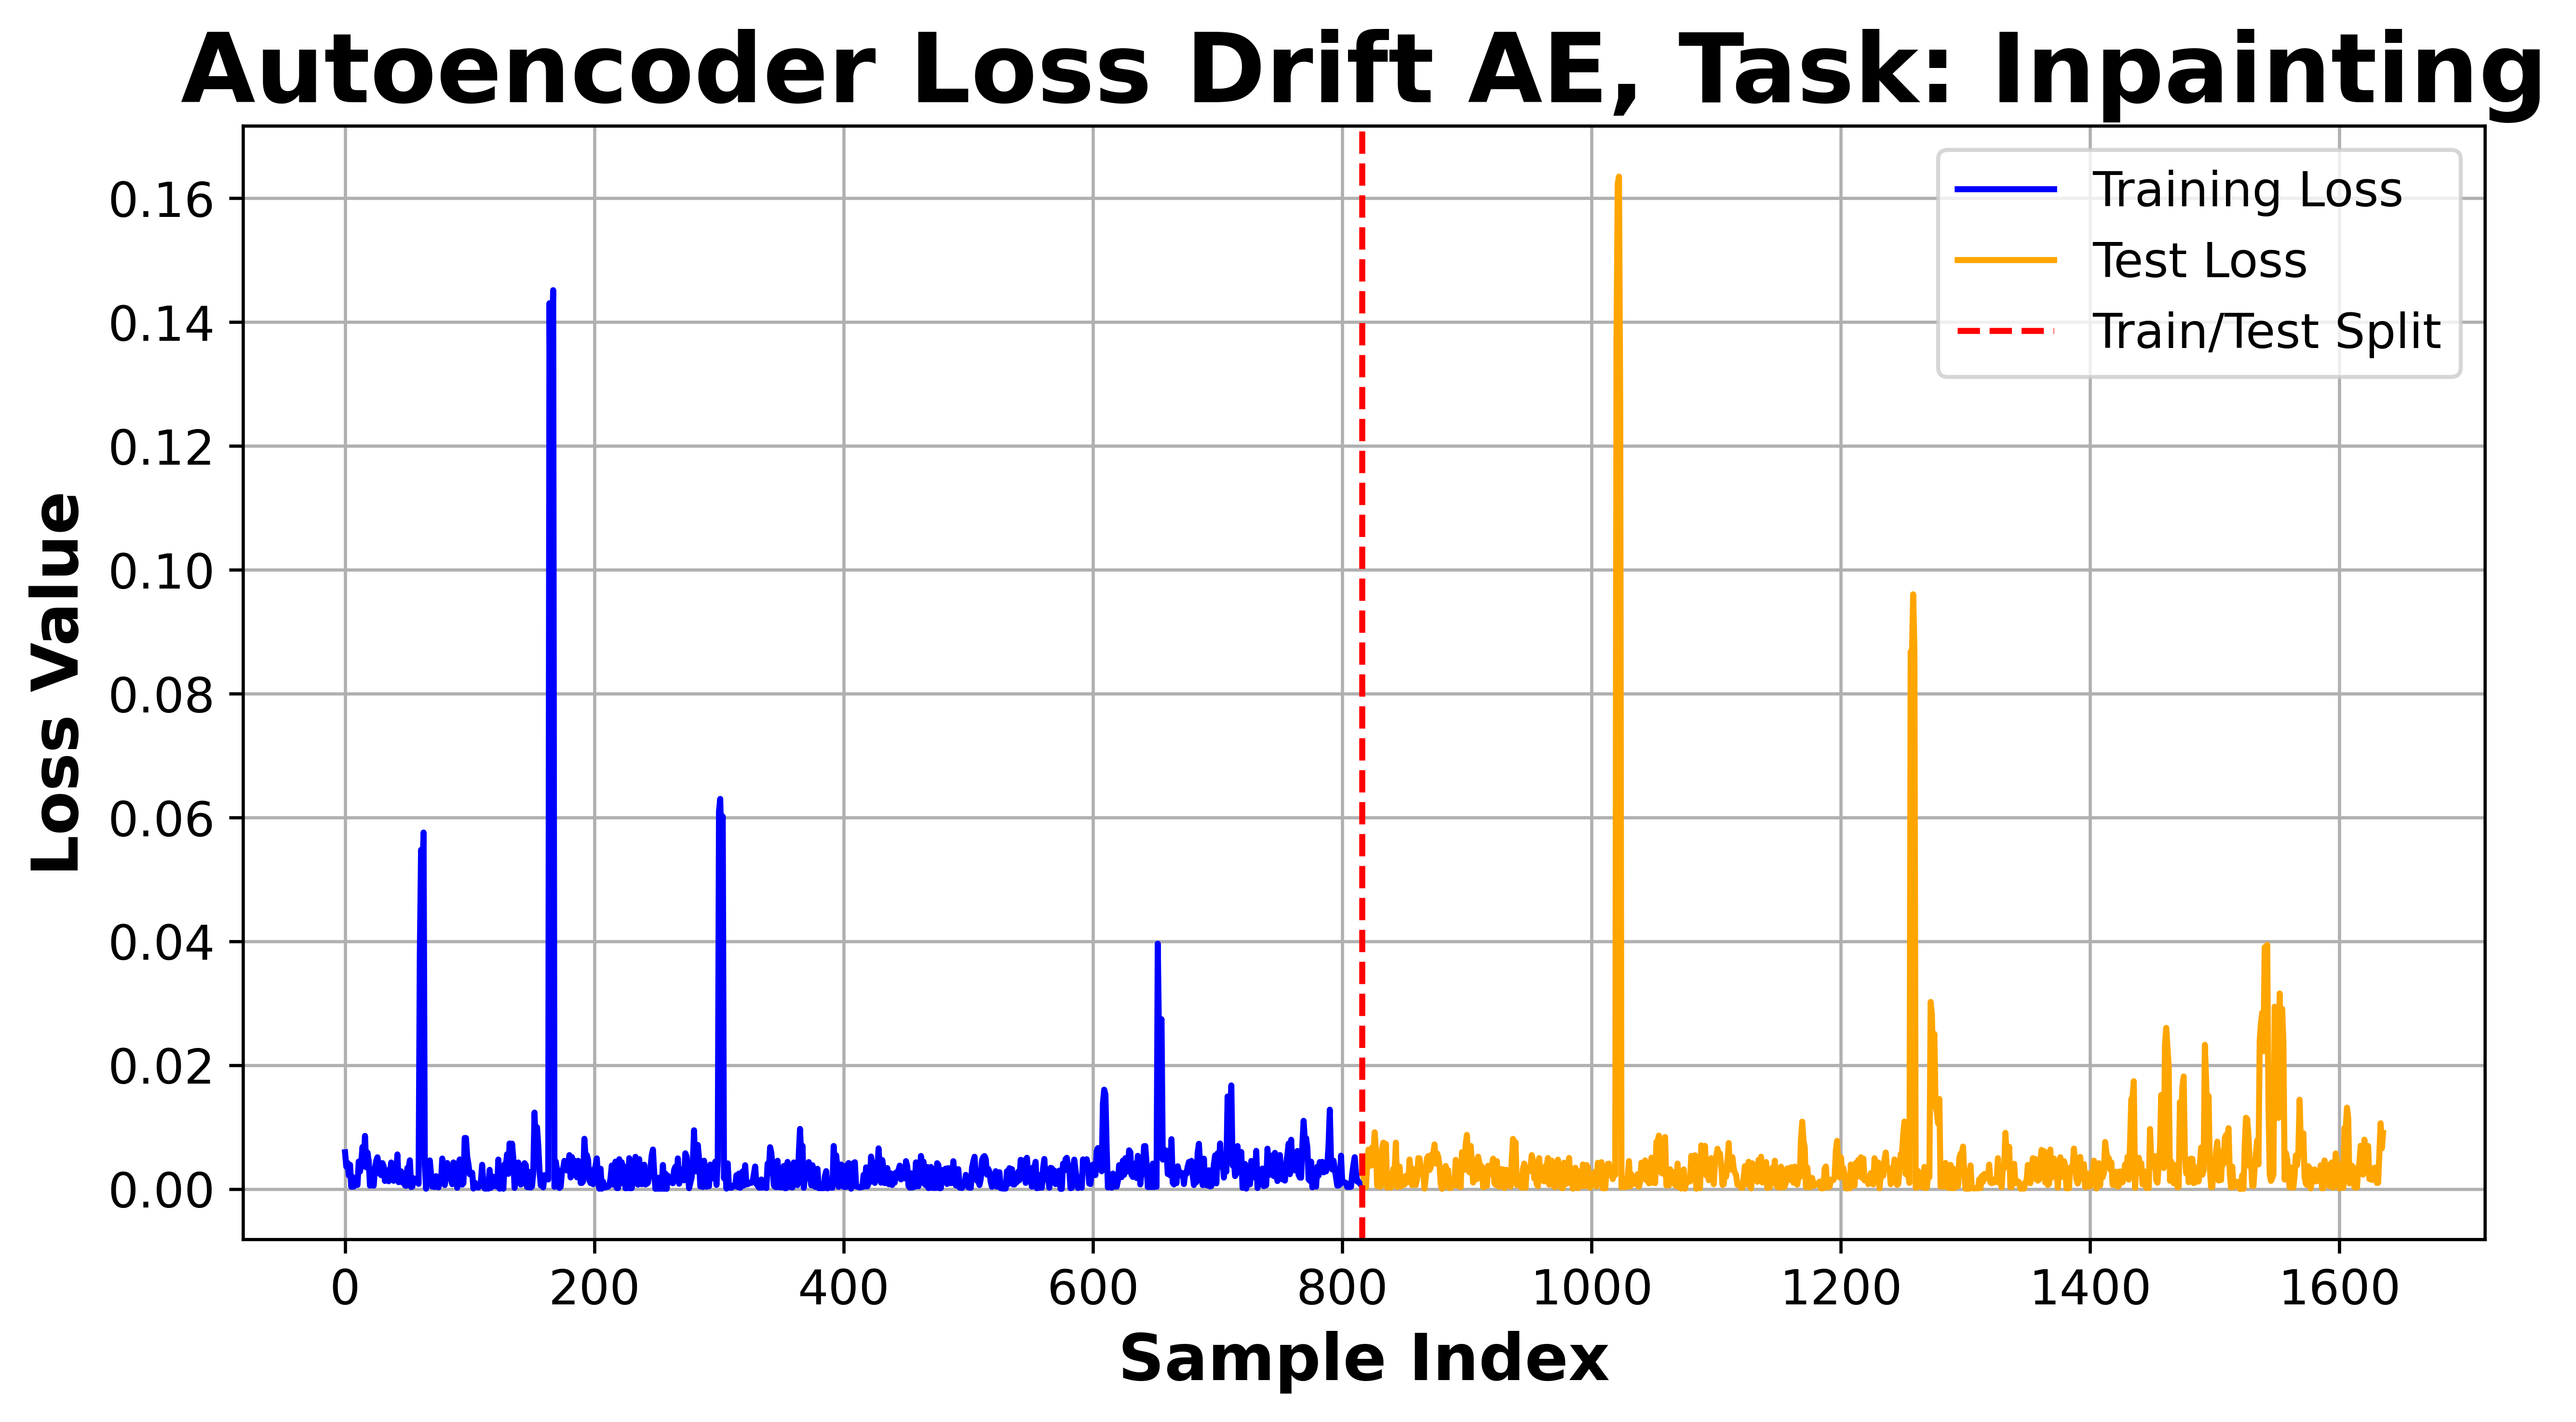 Autoencoder Loss Drift AE, Task: Inpainting
Training Loss
Test Loss
Train/Test Split
Loss Value
0.16
0.14
0.12
0.10
0.08
0.06
0.04
0.02
0.00
0 200 400 600 800 1000 1200 1400 1600
Sample Index